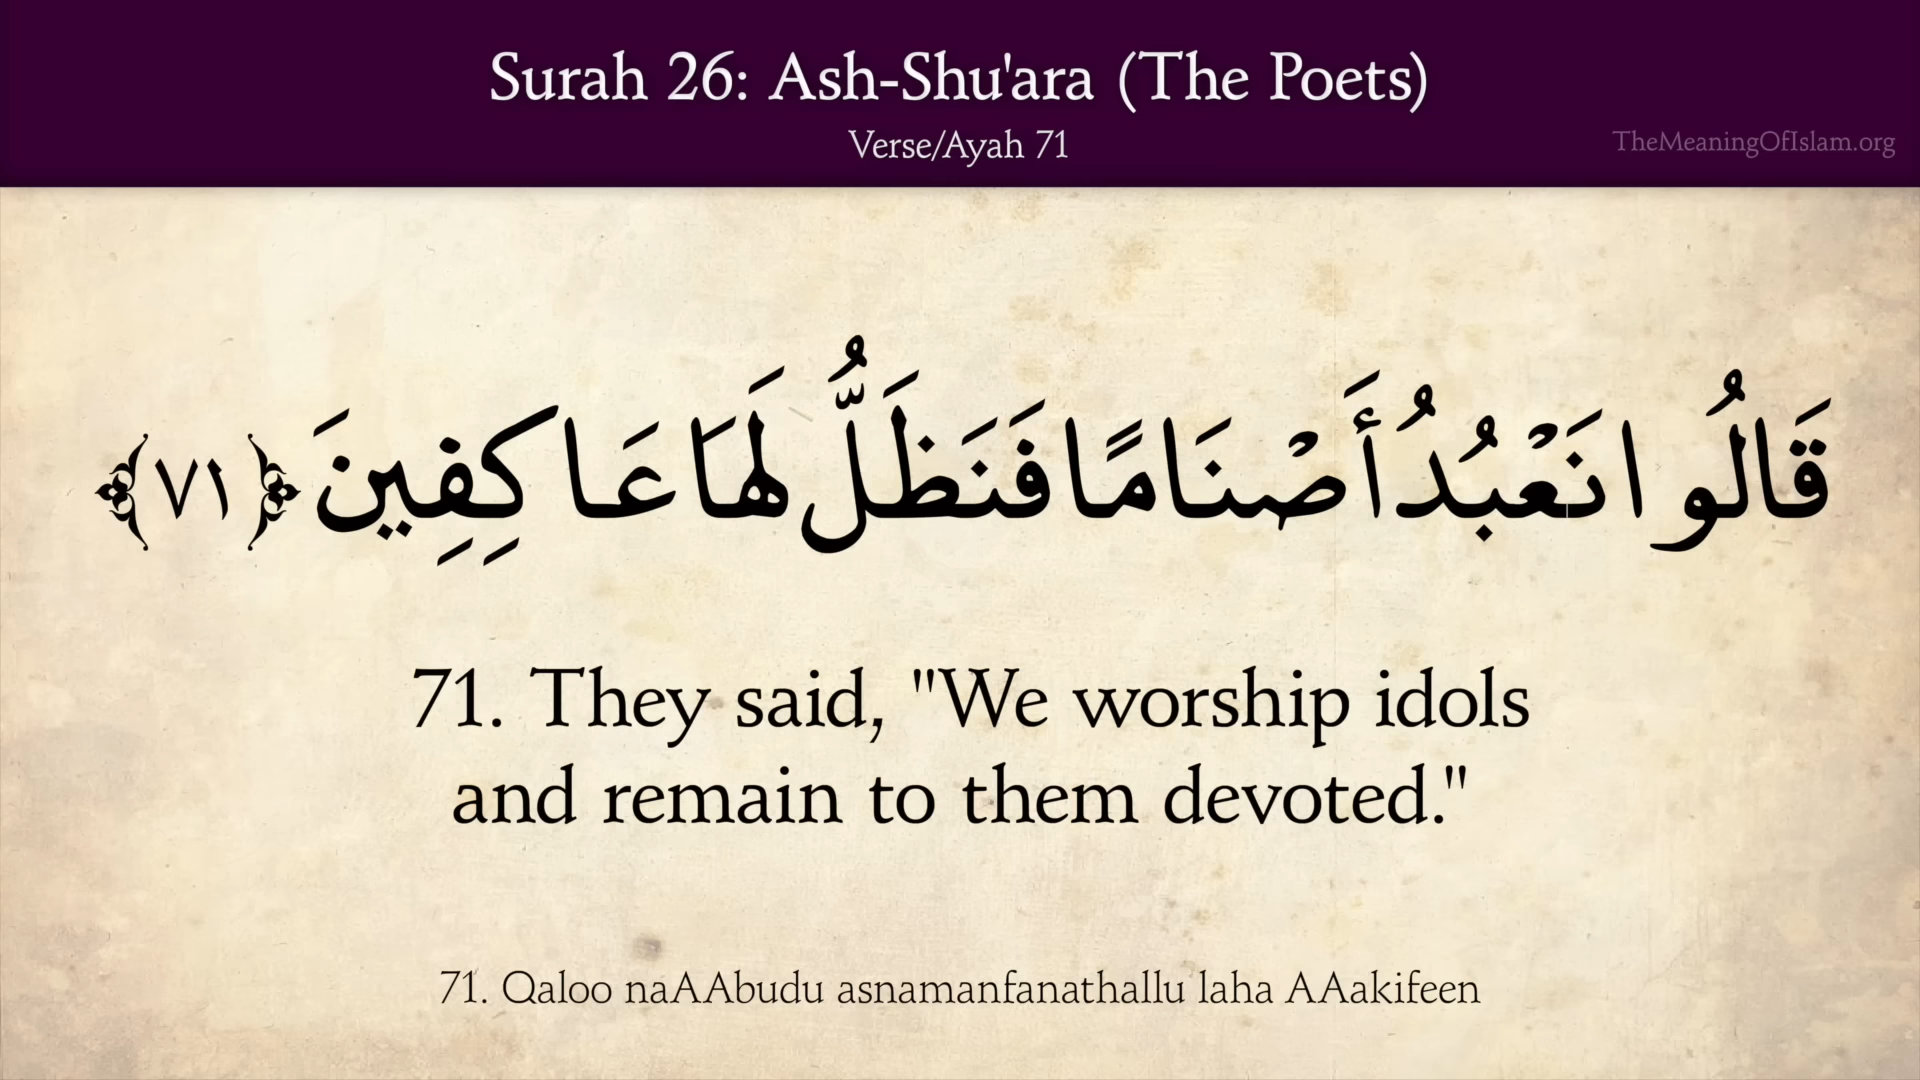 Surah 26: Ash-Shu'ara (The Poets)
Verse/Ayah 71
TheMeaningOfIslam.org
قَالُوا نَعْبُدُ أَصْنَامًا فَنَظَلُّ لَهَا عَاكِفِينَ ﴿٧١﴾
71. They said, "We worship idols
and remain to them devoted."
71. Qaloo naAAbudu asnamanfanathallu laha AAakifeen